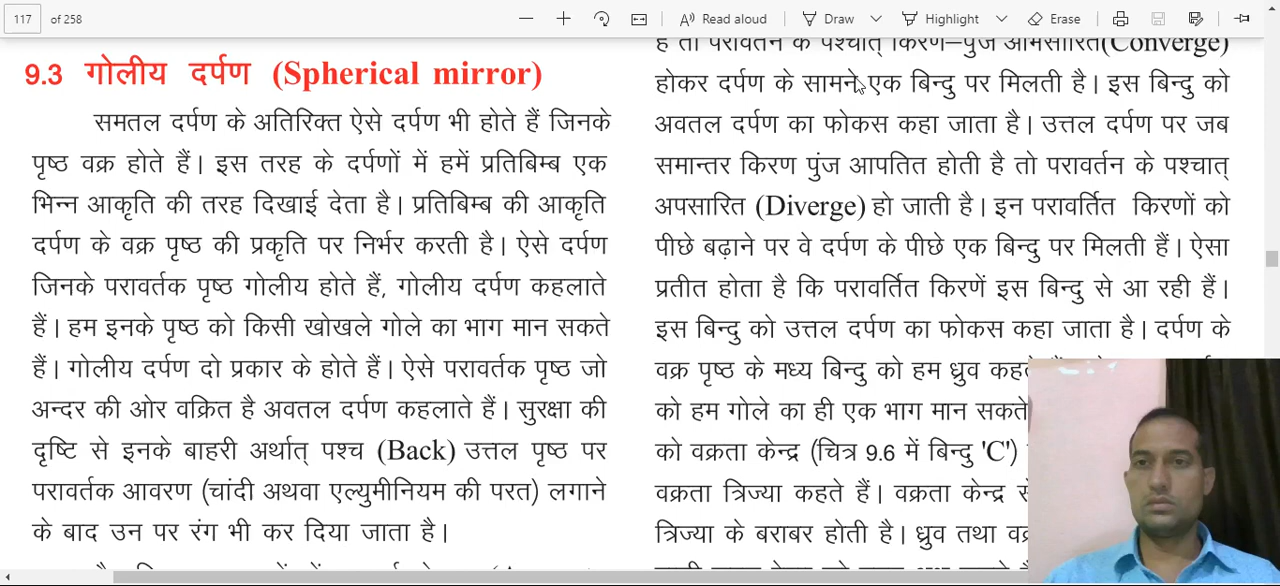 117 of 258
Read aloud
Draw
Highlight
Erase
9.3 गोलीय दर्पण (Spherical mirror)
समतल दर्पण के अतिरिक्त ऐसे दर्पण भी होते हैं जिनके
पृष्ठ वक्र होते हैं। इस तरह के दर्पणों में हमें प्रतिबिम्ब एक
भिन्न आकृति की तरह दिखाई देता है। प्रतिबिम्ब की आकृति
दर्पण के वक्र पृष्ठ की प्रकृति पर निर्भर करती है। ऐसे दर्पण
जिनके परावर्तक पृष्ठ गोलीय होते हैं, गोलीय दर्पण कहलाते
हैं। हम इनके पृष्ठ को किसी खोखले गोले का भाग मान सकते
हैं। गोलीय दर्पण दो प्रकार के होते हैं। ऐसे परावर्तक पृष्ठ जो
अन्दर की ओर वक्रित है अवतल दर्पण कहलाते हैं। सुरक्षा की
दृष्टि से इनके बाहरी अर्थात् पश्च (Back) उत्तल पृष्ठ पर
परावर्तक आवरण (चांदी अथवा एल्युमीनियम की परत) लगाने
के बाद उन पर रंग भी कर दिया जाता है।
है तो परावर्तन के पश्चात् किरण–पुंज अभिसारित(Converge)
होकर दर्पण के सामने एक बिन्दु पर मिलती है। इस बिन्दु को
अवतल दर्पण का फोकस कहा जाता है। उत्तल दर्पण पर जब
समान्तर किरण पुंज आपतित होती है तो परावर्तन के पश्चात्
अपसारित (Diverge) हो जाती है। इन परावर्तित किरणों को
पीछे बढ़ाने पर वे दर्पण के पीछे एक बिन्दु पर मिलती हैं। ऐसा
प्रतीत होता है कि परावर्तित किरणें इस बिन्दु से आ रही हैं।
इस बिन्दु को उत्तल दर्पण का फोकस कहा जाता है। दर्पण के
वक्र पृष्ठ के मध्य बिन्दु को हम ध्रुव
को हम गोले का ही एक भाग मान सकते
को वक्रता केन्द्र (चित्र 9.6 में बिन्दु 'C')
वक्रता त्रिज्या कहते हैं। वक्रता केन्द्र
त्रिज्या के बराबर होती है। ध्रुव तथा